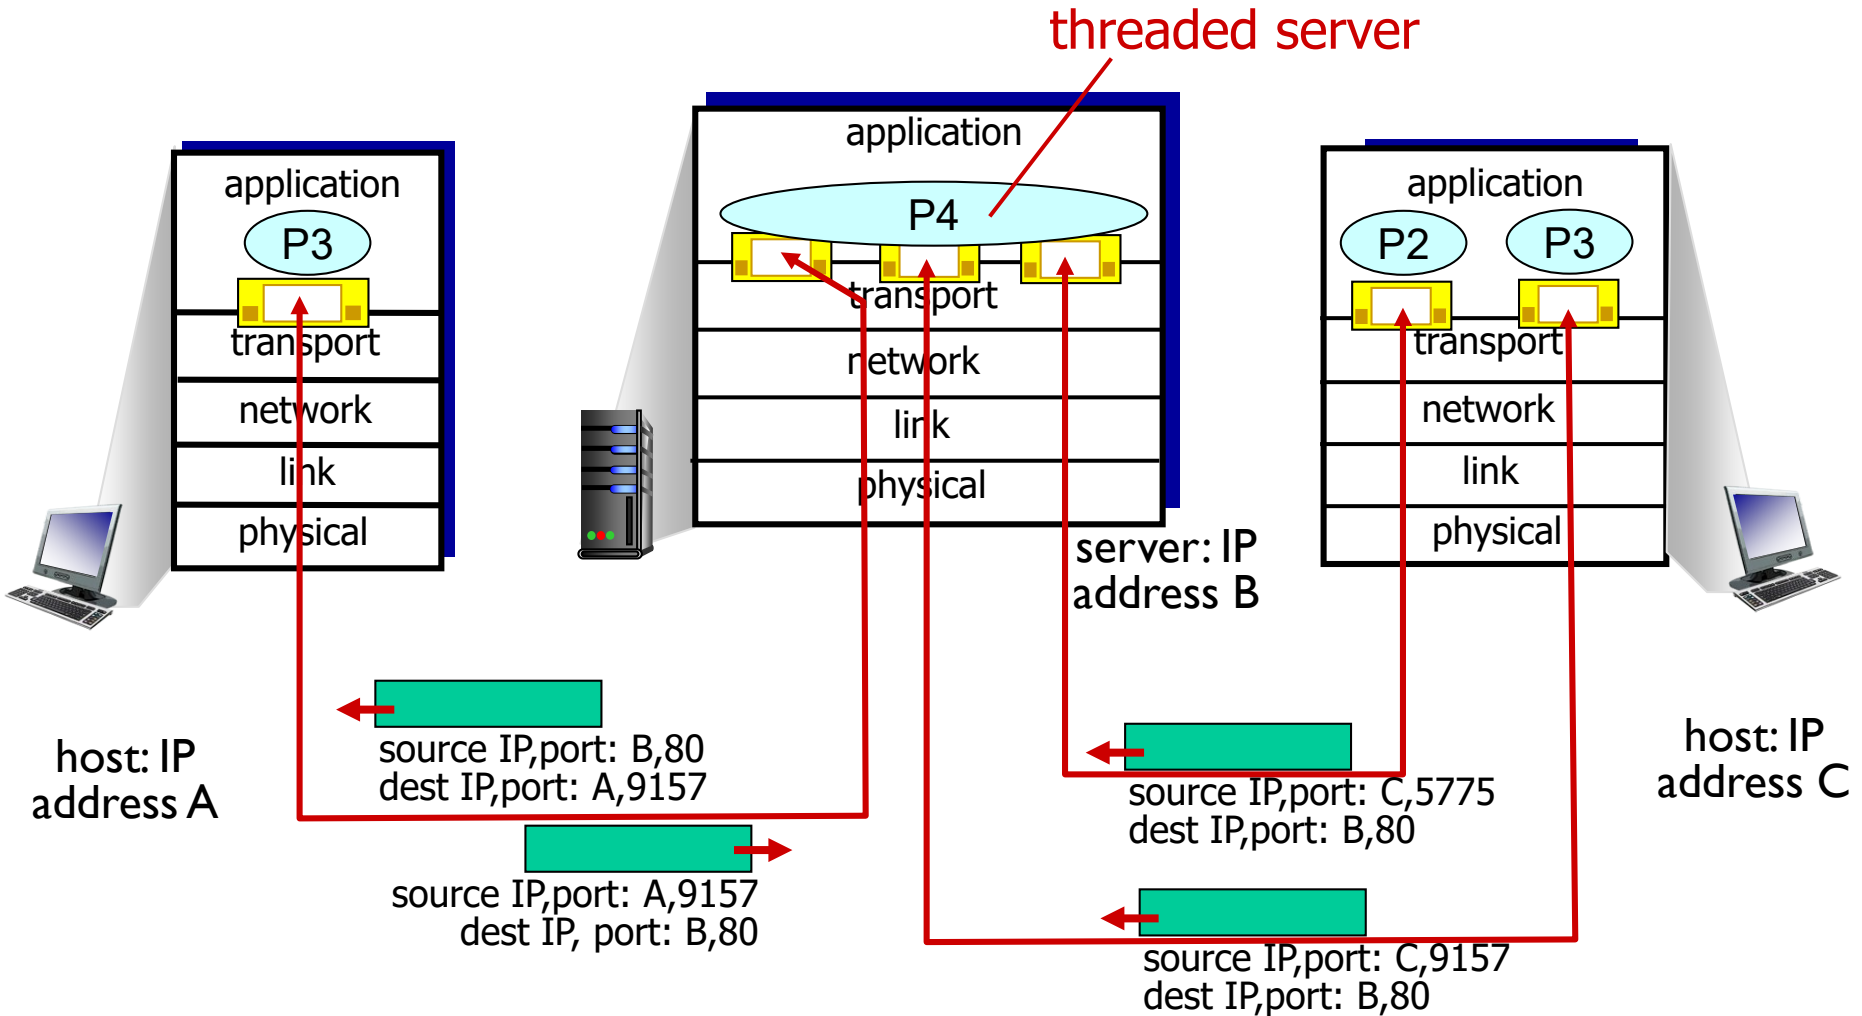 threaded server
application
P3
transport
network
link
physical
application
P4
transport
network
link
physical
application
P2
P3
transport
network
link
physical
server: IP
address B
host: IP
address A
source IP,port: B,80
dest IP,port: A,9157
source IP,port: A,9157
dest IP, port: B,80
source IP,port: C,5775
dest IP,port: B,80
source IP,port: C,9157
dest IP,port: B,80
host: IP
address C